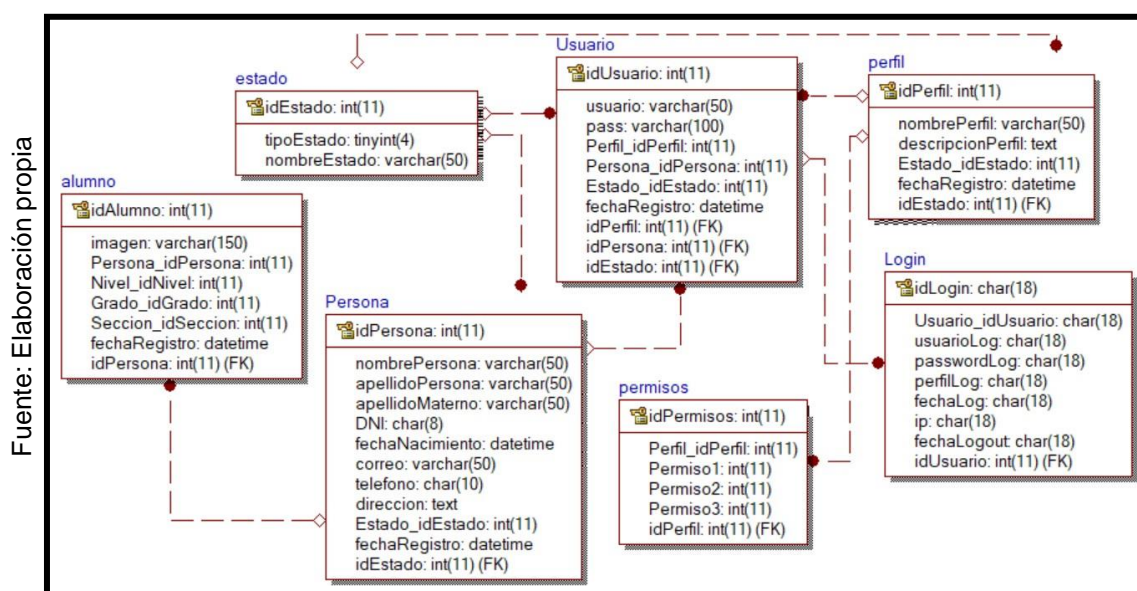 Fuente: Elaboración propia
estado
idEstado: int(11)
tipoEstado: tinyint(4)
nombreEstado: varchar(50)
Usuario
idUsuario: int(11)
usuario: varchar(50)
pass: varchar(100)
Perfil_idPerfil: int(11)
Persona_idPersona: int(11)
Estado_idEstado: int(11)
fechaRegistro: datetime
idPerfil: int(11) (FK)
idPersona: int(11) (FK)
idEstado: int(11) (FK)
perfil
idPerfil: int(11)
nombrePerfil: varchar(50)
descripcionPerfil: text
Estado_idEstado: int(11)
fechaRegistro: datetime
idEstado: int(11) (FK)
alumno
idAlumno: int(11)
imagen: varchar(150)
Persona_idPersona: int(11)
Nivel_idNivel: int(11)
Grado_idGrado: int(11)
Seccion_idSeccion: int(11)
fechaRegistro: datetime
idPersona: int(11) (FK)
Persona
idPersona: int(11)
nombrePersona: varchar(50)
apellidoPersona: varchar(50)
apellidoMaterno: varchar(50)
DNI: char(8)
fechaNacimiento: datetime
correo: varchar(50)
telefono: char(10)
direccion: text
Estado_idEstado: int(11)
fechaRegistro: datetime
idEstado: int(11) (FK)
permisos
idPermisos: int(11)
Perfil_idPerfil: int(11)
Permiso1: int(11)
Permiso2: int(11)
Permiso3: int(11)
idPerfil: int(11) (FK)
Login
idLogin: char(18)
Usuario_idUsuario: char(18)
usuarioLog: char(18)
passwordLog: char(18)
perfilLog: char(18)
fechaLog: char(18)
ip: char(18)
fechaLogout: char(18)
idUsuario: int(11) (FK)